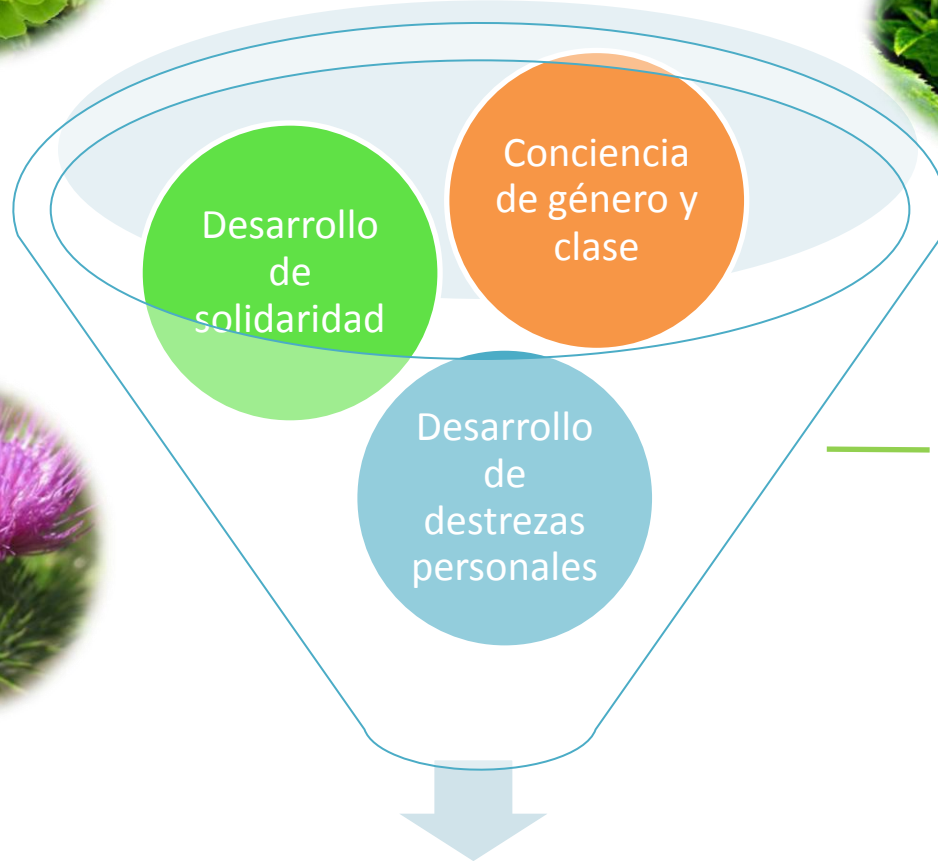 Conciencia
de género y
clase
Desarrollo
de
solidaridad
Desarrollo
de
destrezas
personales